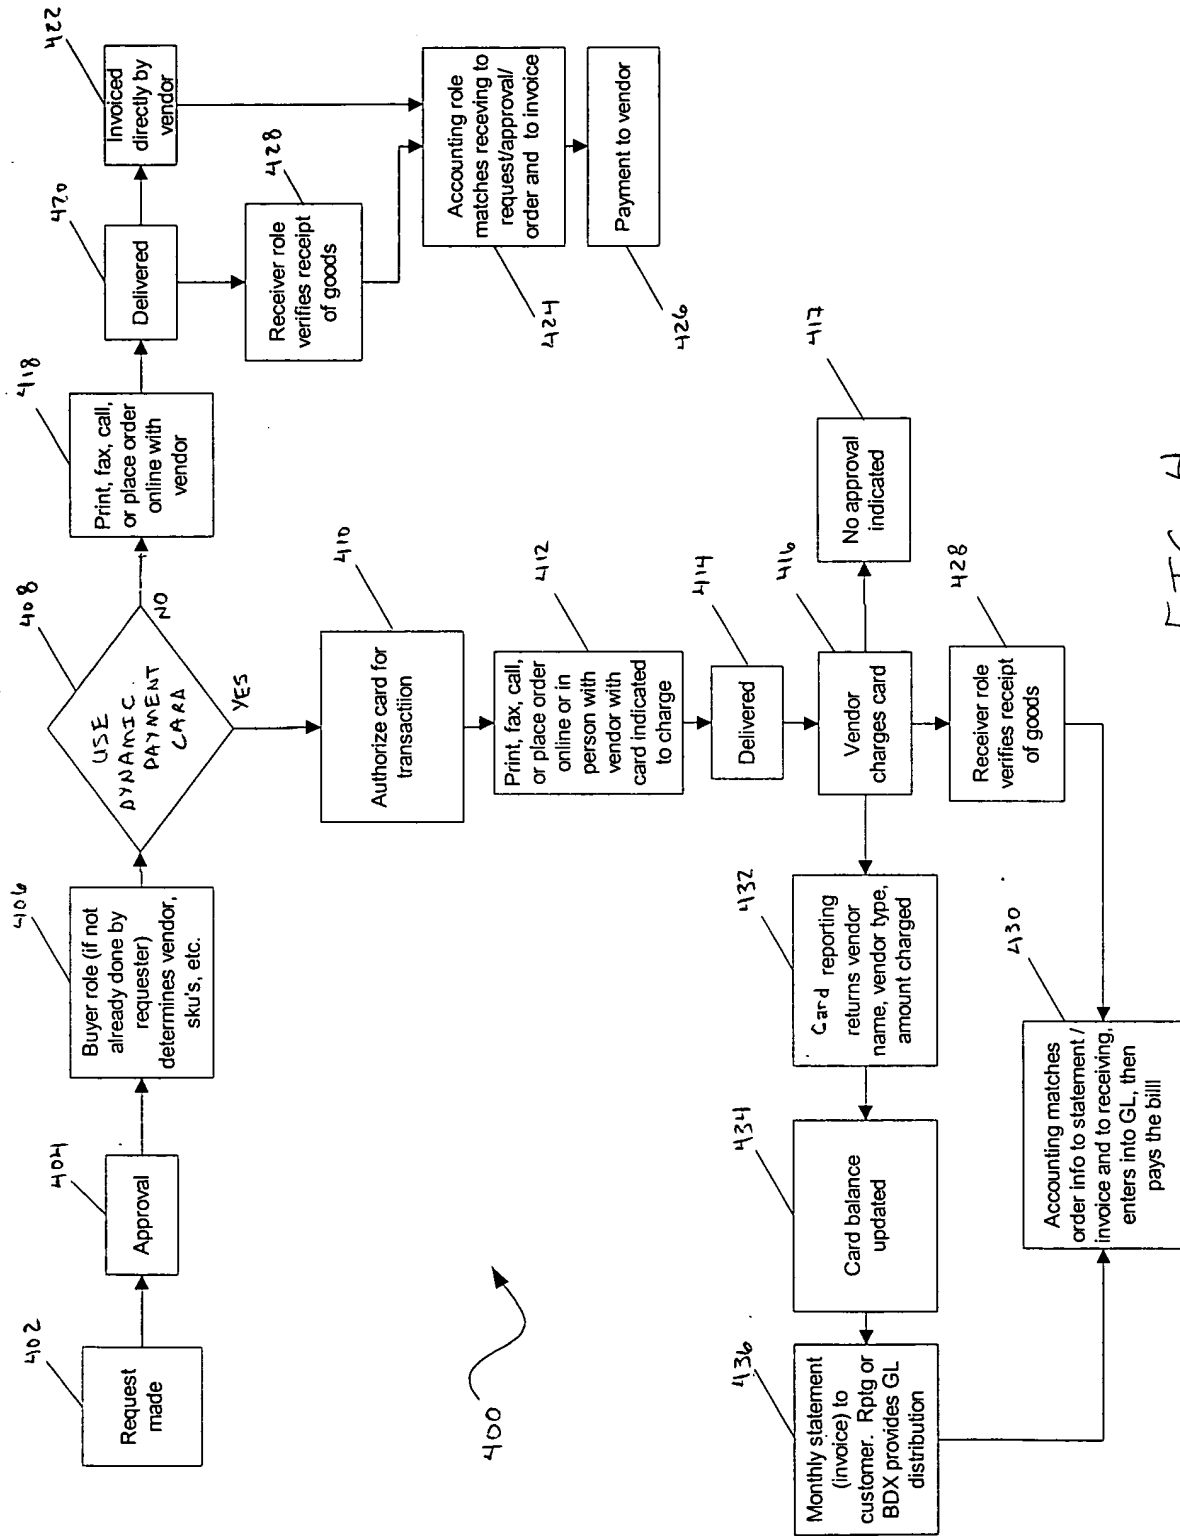 402
Request
made
404
Approval
406
Buyer role (if not
already done by
requester)
determines vendor,
sku's, etc.
408
USE
DYNAMIC
PAYMENT
CARD
NO
YES
418
Print, fax, call,
or place order
online with
vendor
420
Delivered
422
Invoiced
directly by
vendor
428
Receiver role
verifies receipt
of goods
Accounting role
matches receving to
request/approval/
order and to invoice
424
Payment to vendor
426
410
Authorize card for
transactiion
412
Print, fax, call,
or place order
online or in
person with
vendor with
card indicated
to charge
414
Delivered
416
Vendor
charges card
417
No approval
indicated
428
Receiver role
verifies receipt
of goods
432
Card reporting
returns vendor
name, vendor type,
amount charged
434
Card balance
updated
436
Monthly statement
(invoice) to
customer. Rptg or
BDX provides GL
distribution
430
Accounting matches
order info to statement /
invoice and to receiving,
enters into GL, then
pays the billl
400